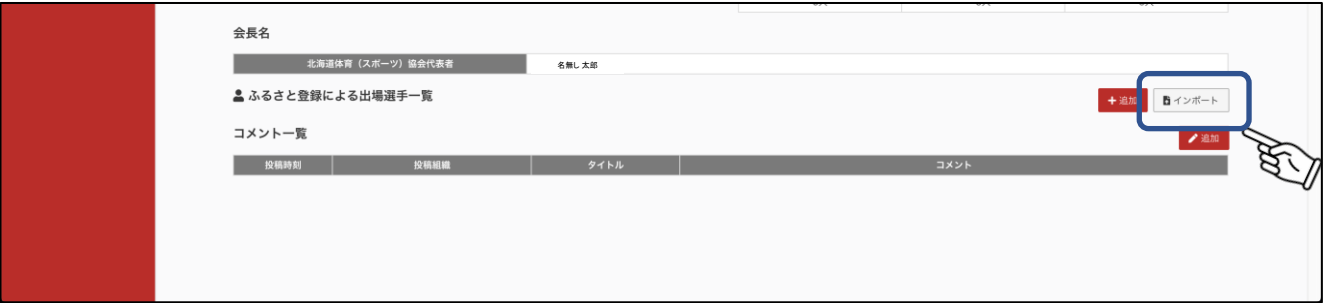 会長名
北海道体育（スポーツ）協会代表者 名無し 太郎
ふるさと登録による出場選手一覧 追加 インポート
コメント一覧 追加
投稿時刻 投稿組織 タイトル コメント